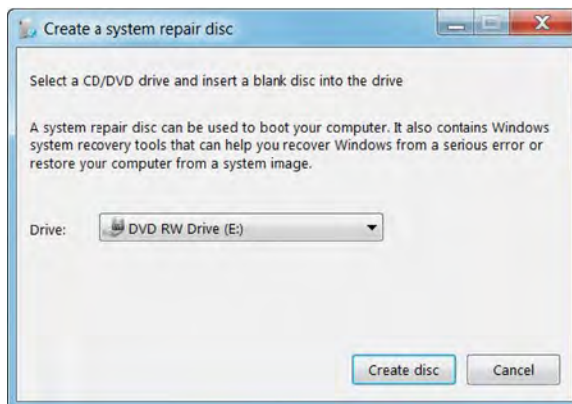 Create a system repair disc
Select a CD/DVD drive and insert a blank disc into the drive
A system repair disc can be used to boot your computer. It also contains Windows
system recovery tools that can help you recover Windows from a serious error or
restore your computer from a system image.
Drive: DVD RW Drive (E:)
Create disc Cancel